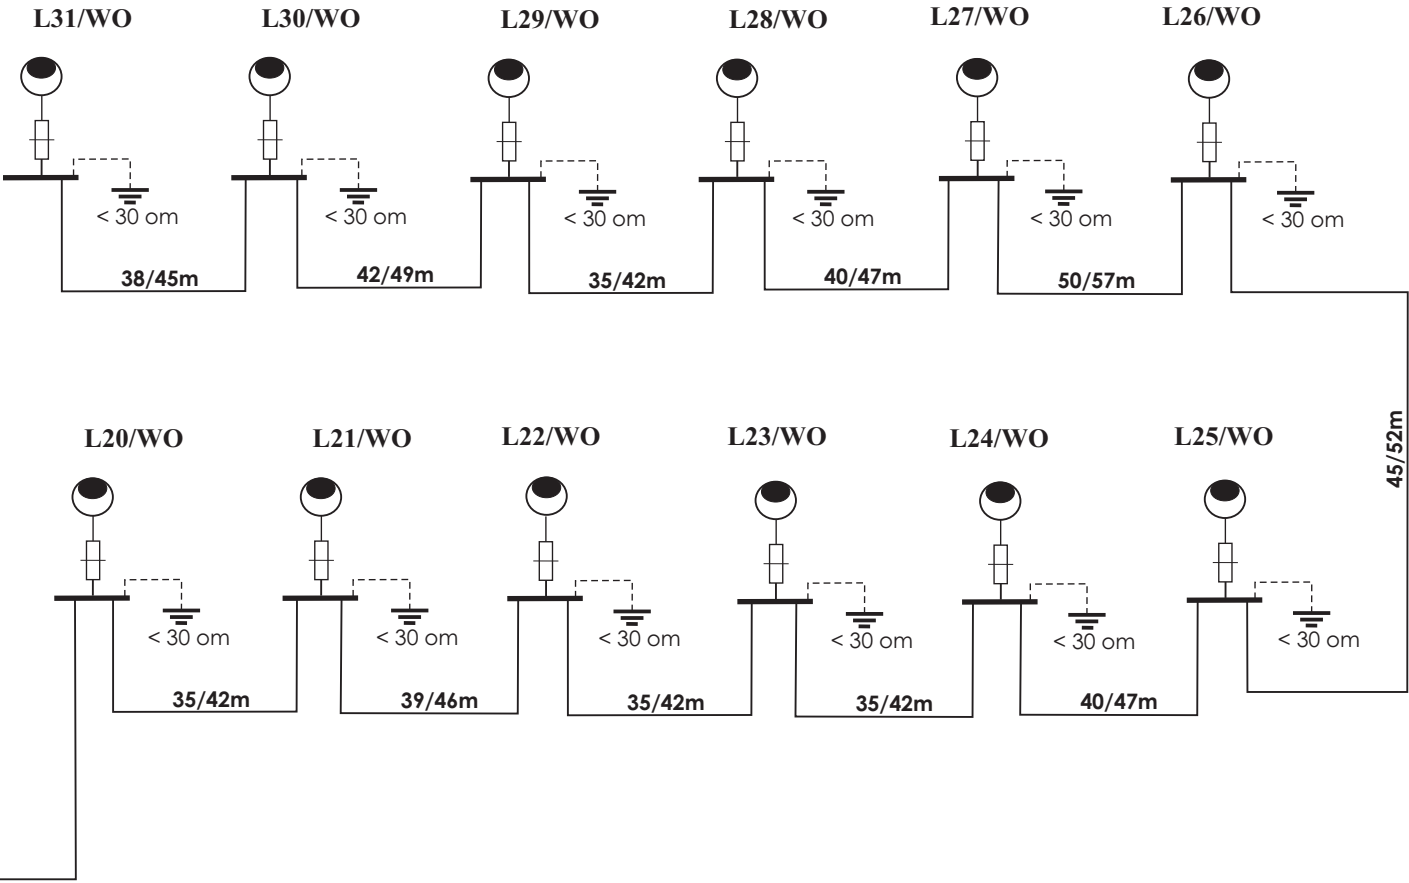 L31/WO L30/WO L29/WO L28/WO L27/WO L26/WO
< 30 om < 30 om < 30 om < 30 om < 30 om < 30 om
38/45m 42/49m 35/42m 40/47m 50/57m
45/52m
L20/WO L21/WO L22/WO L23/WO L24/WO L25/WO
< 30 om < 30 om < 30 om < 30 om < 30 om < 30 om
35/42m 39/46m 35/42m 35/42m 40/47m